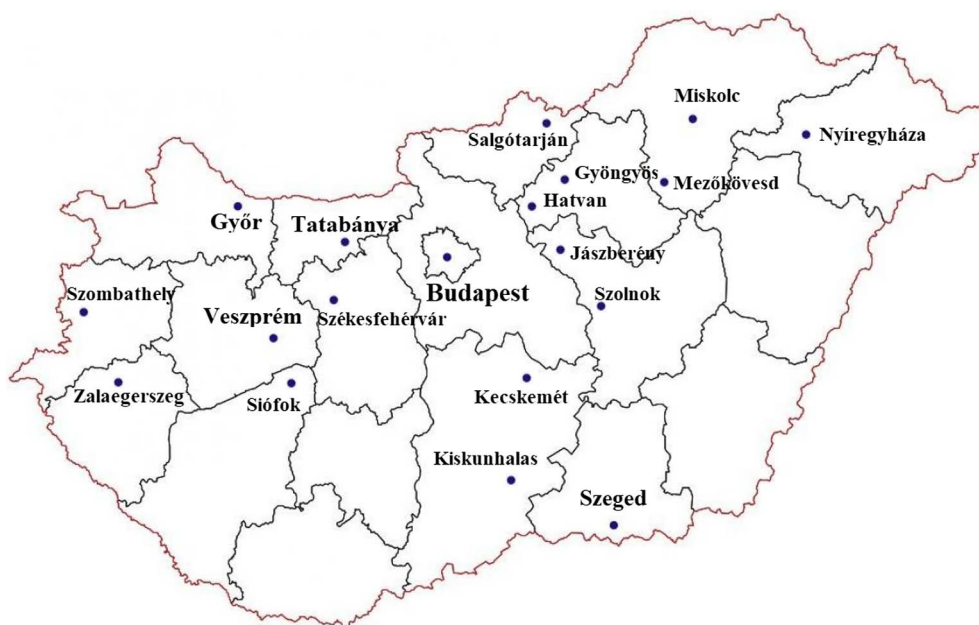 Miskolc
Salgótarján
Nyíregyháza
Gyöngyös
Mezőkövesd
Hatvan
Győr
Tatabánya
Jászberény
Szombathely
Budapest
Szolnok
Veszprém
Székesfehérvár
Zalaegerszeg
Siófok
Kecskemét
Kiskunhalas
Szeged